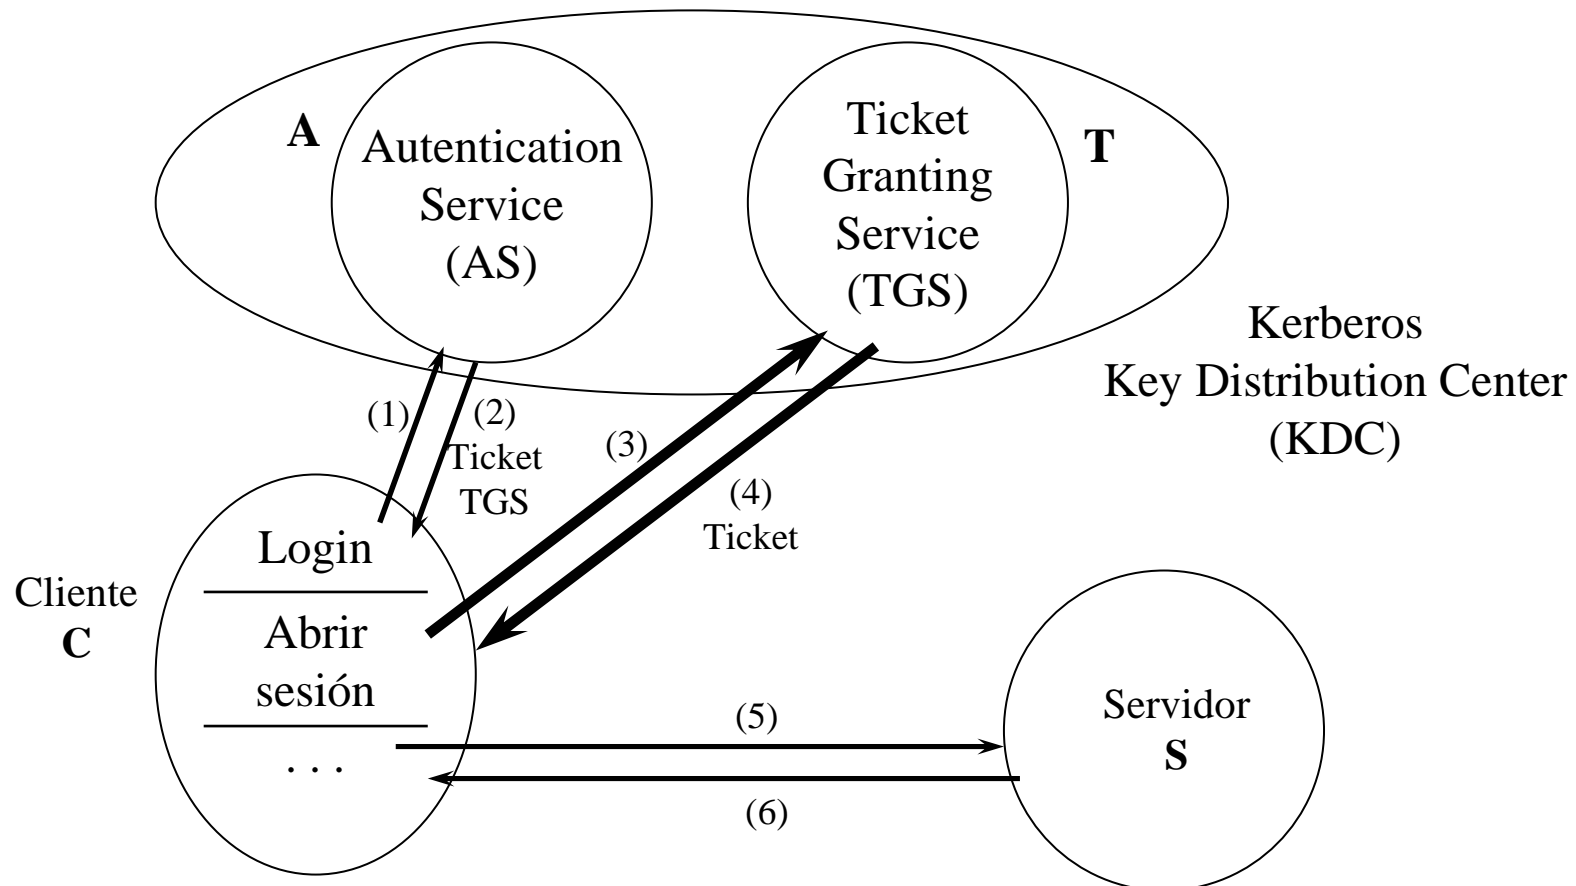 A
Autentication
Service
(AS)
Ticket
Granting
Service
(TGS)
T
Kerberos
Key Distribution Center
(KDC)
(1)
(2)
Ticket
TGS
(3)
(4)
Ticket
Cliente
C
Login
Abrir
sesión
. . .
(5)
(6)
Servidor
S